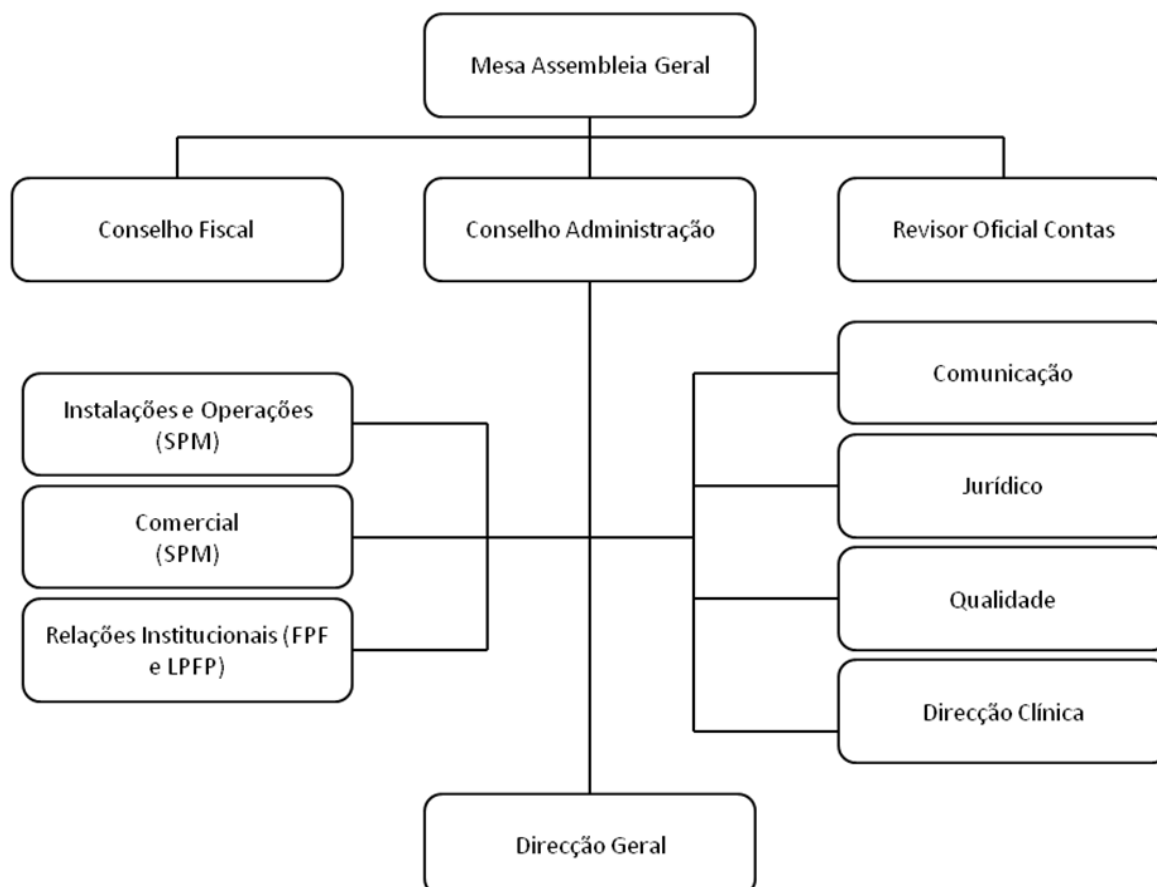 Mesa Assembleia Geral
Conselho Fiscal
Conselho Administração
Revisor Oficial Contas
Instalações e Operações
(SPM)
Comercial
(SPM)
Relações Institucionais (FPF
e LPFP)
Comunicação
Jurídico
Qualidade
Direcção Clínica
Direcção Geral